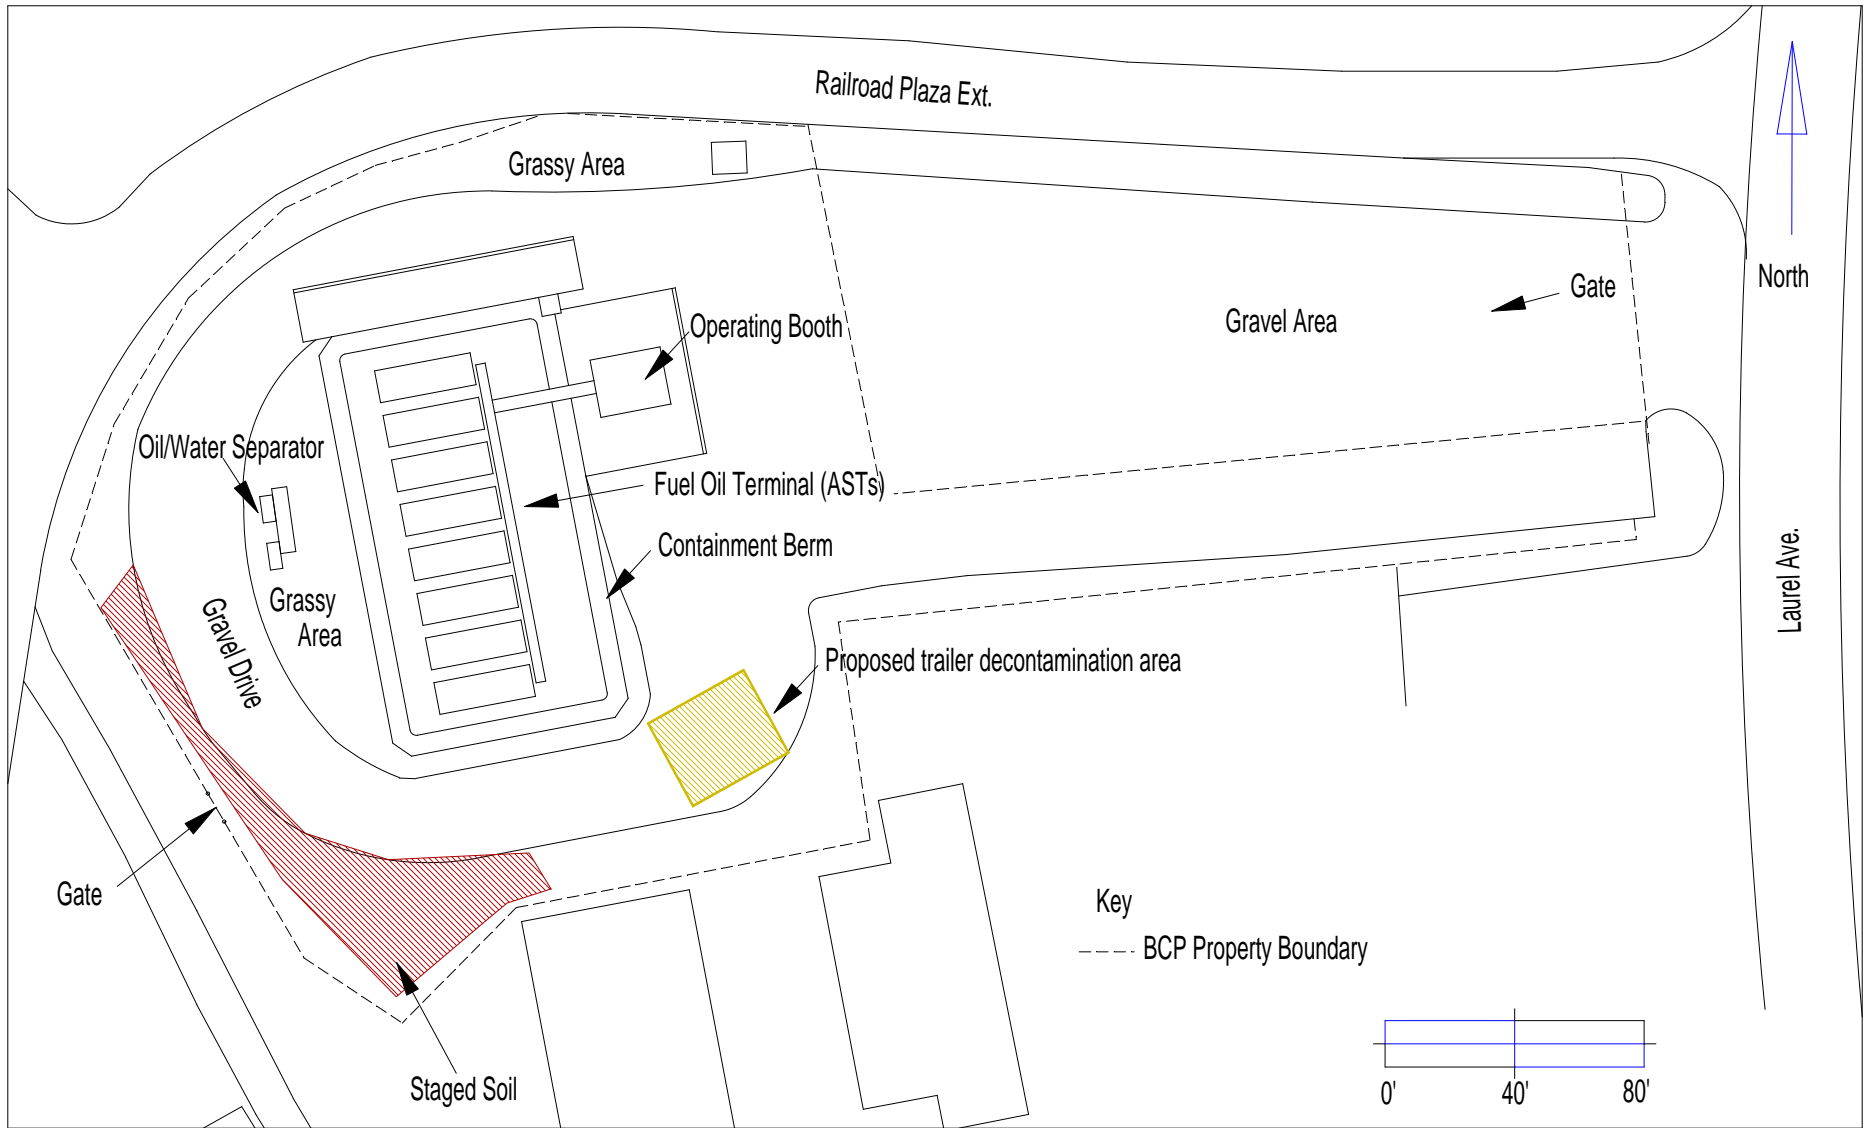 Railroad Plaza Ext.
Grassy Area
North
Gate
Gravel Area
Operating Booth
Oil/Water Separator
Fuel Oil Terminal (ASTs)
Containment Berm
Grassy
Area
Gravel Drive
Laurel Ave.
Proposed trailer decontamination area
Gate
Key
BCP Property Boundary
Staged Soil
0' 40' 80'